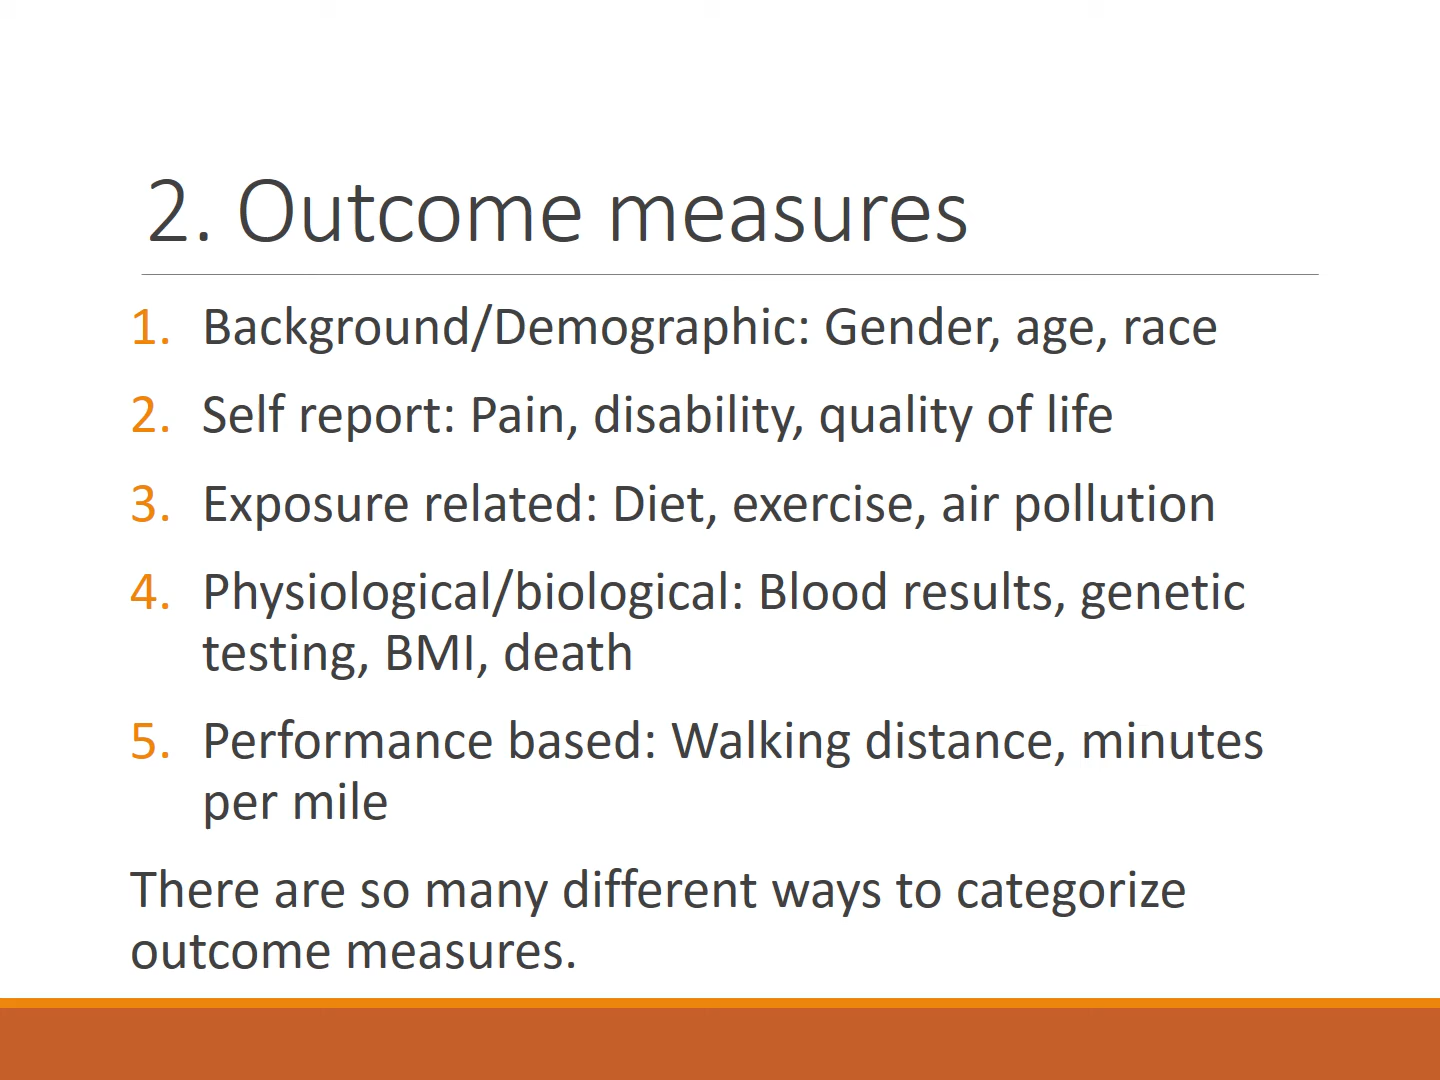 2. Outcome measures
1. Background/Demographic: Gender, age, race
2. Self report: Pain, disability, quality of life
3. Exposure related: Diet, exercise, air pollution
4. Physiological/biological: Blood results, genetic
testing, BMI, death
5. Performance based: Walking distance, minutes
per mile
There are so many different ways to categorize
outcome measures.